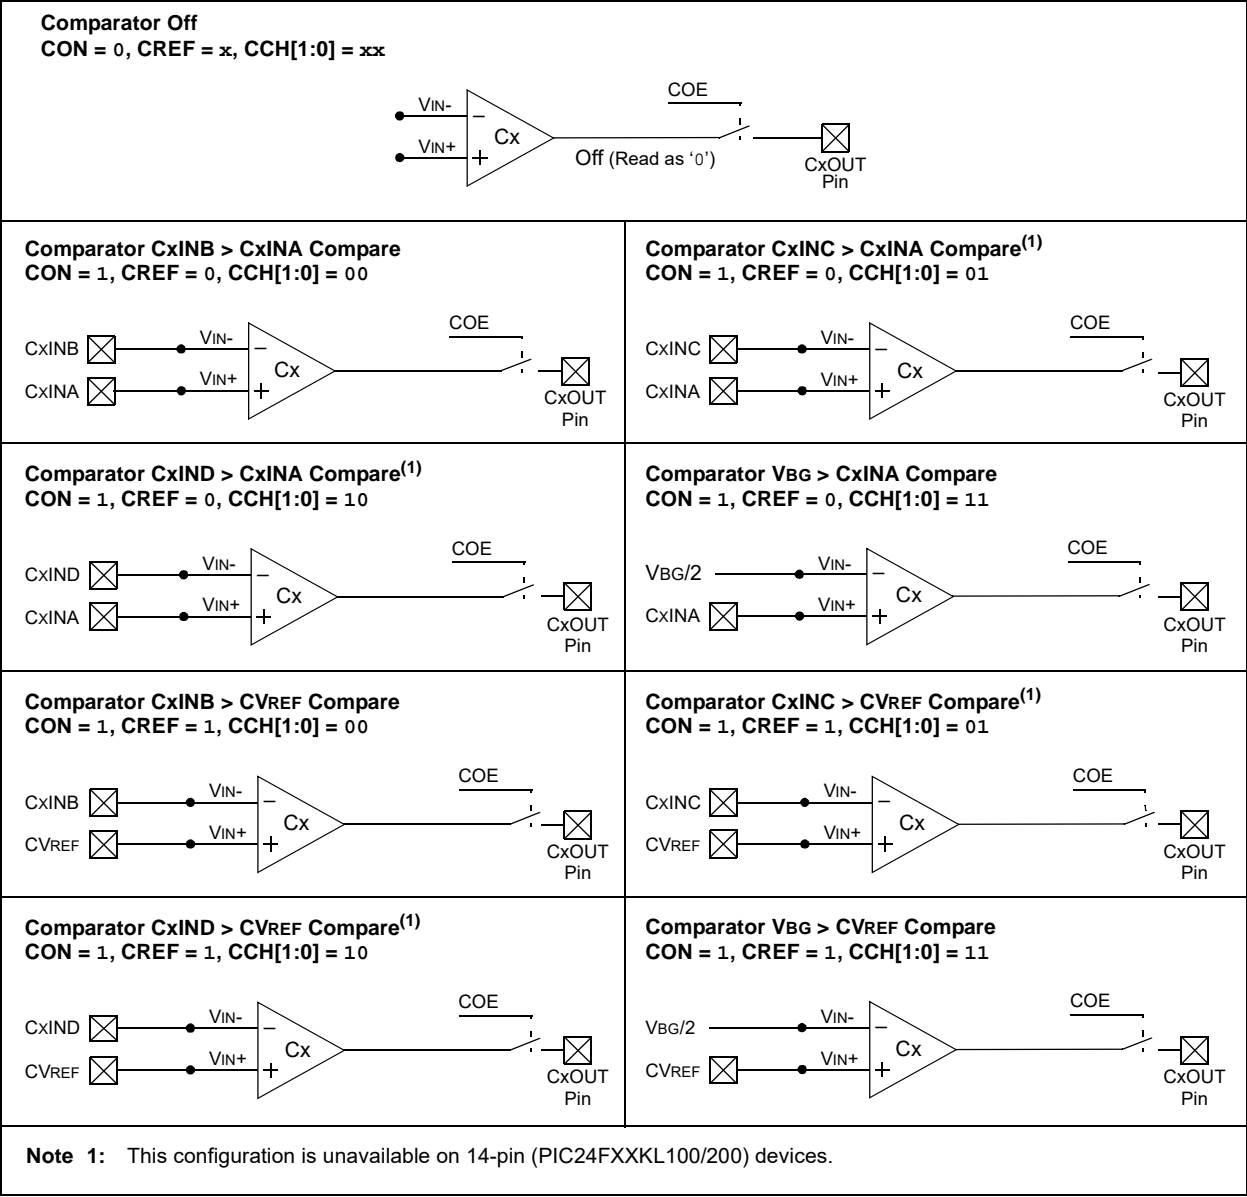 Comparator Off
CON = 0, CREF = x, CCH[1:0] = xx
COE
VIN-
–
Cx
VIN+
+
Off (Read as ‘0’)
CxOUT
Pin
Comparator CxINB > CxINA Compare
CON = 1, CREF = 0, CCH[1:0] = 00
COE
CxINB
VIN-
–
Cx
CxINA
VIN+
+
CxOUT
Pin
Comparator CxINC > CxINA Compare(1)
CON = 1, CREF = 0, CCH[1:0] = 01
COE
CxINC
VIN-
–
Cx
CxINA
VIN+
+
CxOUT
Pin
Comparator CxIND > CxINA Compare(1)
CON = 1, CREF = 0, CCH[1:0] = 10
COE
CxIND
VIN-
–
Cx
CxINA
VIN+
+
CxOUT
Pin
Comparator VBG > CxINA Compare
CON = 1, CREF = 0, CCH[1:0] = 11
COE
VBG/2
VIN-
–
Cx
CxINA
VIN+
+
CxOUT
Pin
Comparator CxINB > CVREF Compare
CON = 1, CREF = 1, CCH[1:0] = 00
COE
CxINB
VIN-
–
Cx
CVREF
VIN+
+
CxOUT
Pin
Comparator CxINC > CVREF Compare(1)
CON = 1, CREF = 1, CCH[1:0] = 01
COE
CxINC
VIN-
–
Cx
CVREF
VIN+
+
CxOUT
Pin
Comparator CxIND > CVREF Compare(1)
CON = 1, CREF = 1, CCH[1:0] = 10
COE
CxIND
VIN-
–
Cx
CVREF
VIN+
+
CxOUT
Pin
Comparator VBG > CVREF Compare
CON = 1, CREF = 1, CCH[1:0] = 11
COE
VBG/2
VIN-
–
Cx
CVREF
VIN+
+
CxOUT
Pin
Note 1: This configuration is unavailable on 14-pin (PIC24FXXKL100/200) devices.